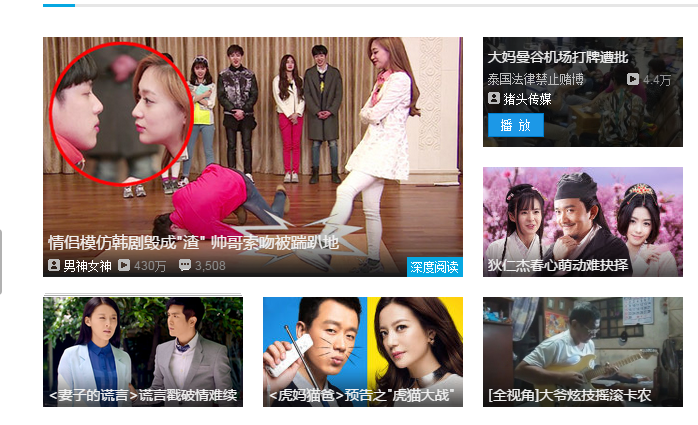 情侣模仿韩剧毁成"渣" 帅哥索吻被踹趴地
男神女神 430万 3,508
深度阅读
大妈曼谷机场打牌遭批
泰国法律禁止赌博 4.4万
猪头传媒
播 放
狄仁杰春心萌动难抉择
<妻子的谎言>谎言戳破情难续
<虎妈猫爸>预告之"虎猫大战"
[全视角]大爷炫技摇滚卡农